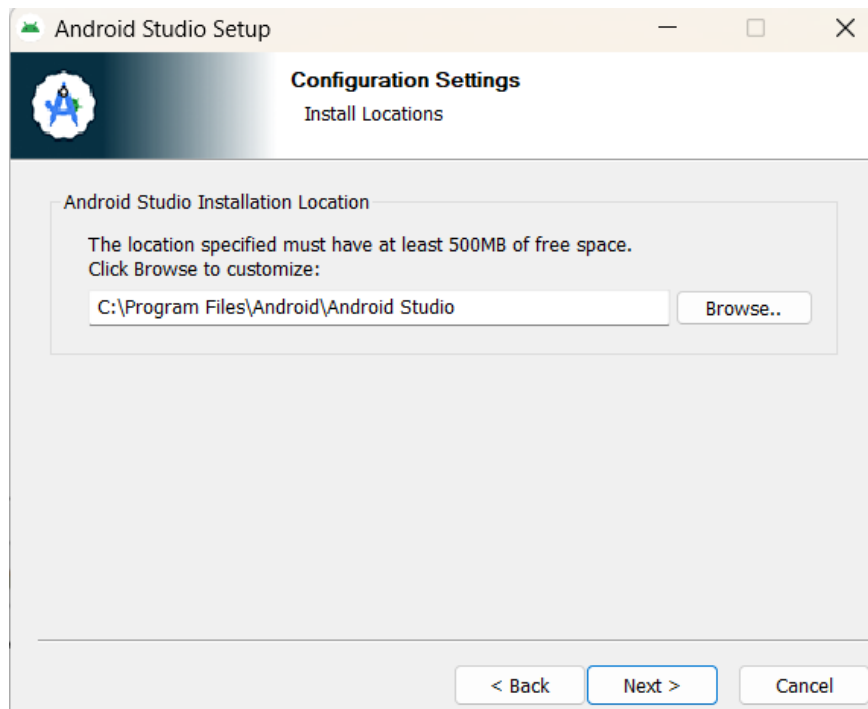 Android Studio Setup
Configuration Settings
Install Locations
Android Studio Installation Location
The location specified must have at least 500MB of free space.
Click Browse to customize:
C:\Program Files\Android\Android Studio
Browse..
< Back
Next >
Cancel